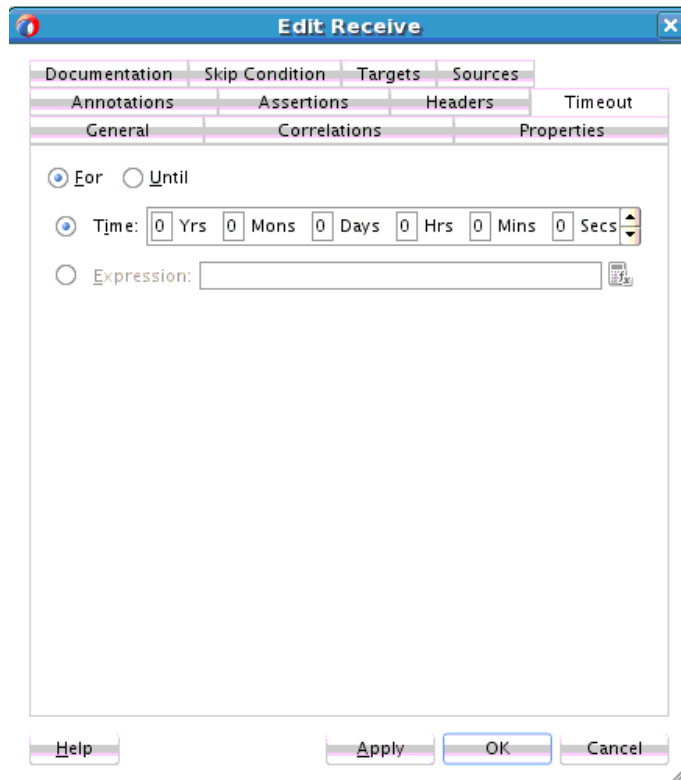 Edit Receive
Documentation Skip Condition Targets Sources
Annotations Assertions Headers Timeout
General Correlations Properties
For Until
Time: 0 Yrs 0 Mons 0 Days 0 Hrs 0 Mins 0 Secs
Expression:
Help Apply OK Cancel